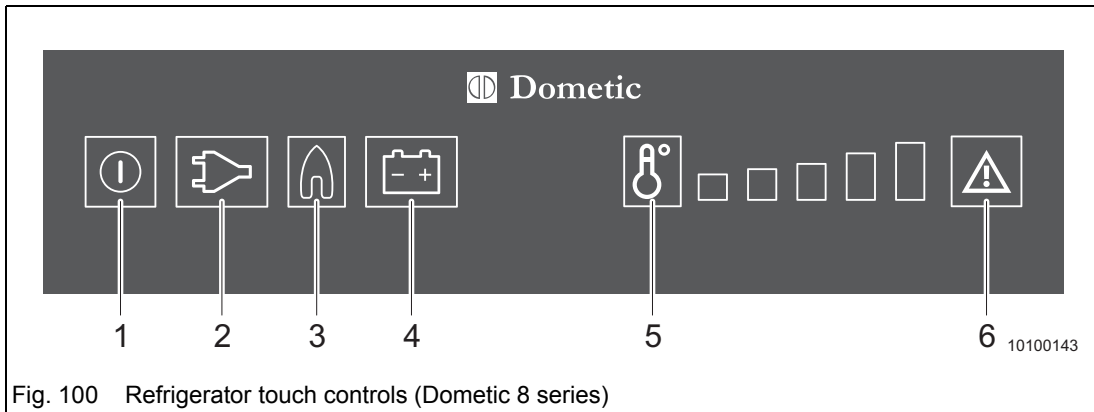 Dometic
1 2 3 4 5 6
10100143
Fig. 100 Refrigerator touch controls (Dometic 8 series)